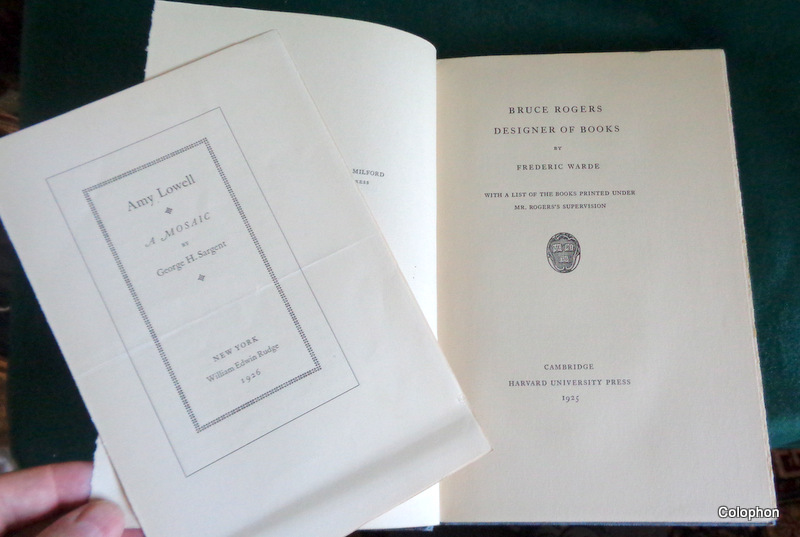 Amy Lowell
A MOSAIC
BY
George H. Sargent
NEW YORK
William Edwin Rudge
1926
MILFORD
BRUCE ROGERS
DESIGNER OF BOOKS
BY
FREDERIC WARDE
WITH A LIST OF THE BOOKS PRINTED UNDER
MR. ROGERS'S SUPERVISION
CAMBRIDGE
HARVARD UNIVERSITY PRESS
1925
Colophon